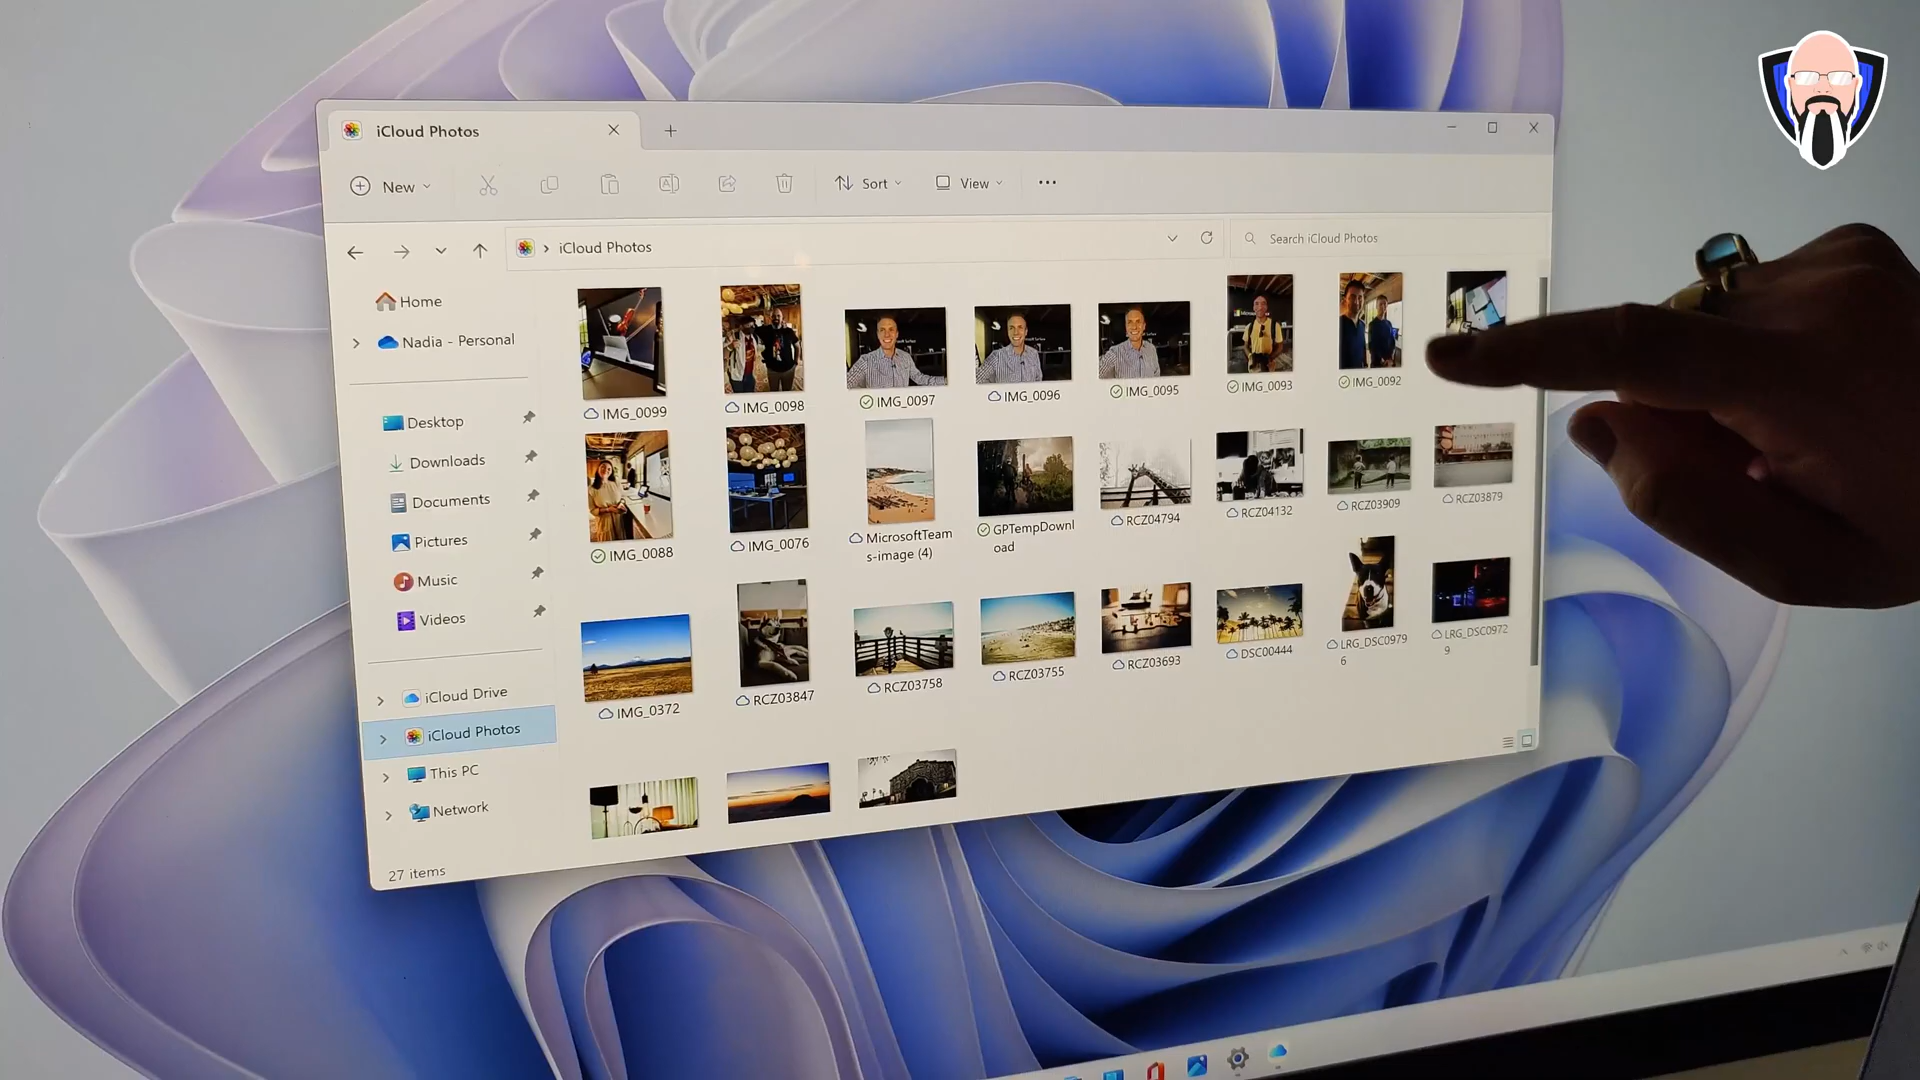 iCloud Photos
New
Sort
View
iCloud Photos
Search iCloud Photos
Home
Nadia - Personal
Desktop
Downloads
Documents
Pictures
Music
Videos
iCloud Drive
iCloud Photos
This PC
Network
27 items
IMG_0099
IMG_0098
IMG_0097
IMG_0096
IMG_0095
IMG_0093
IMG_0092
IMG_0088
IMG_0076
MicrosoftTeam
s-image (4)
GPTempDownl
oad
RCZ04794
RCZ04132
RCZ03909
RCZ03879
IMG_0372
RCZ03847
RCZ03758
RCZ03755
RCZ03693
DSC00444
LRG_DSC0979
6
LRG_DSC0972
9